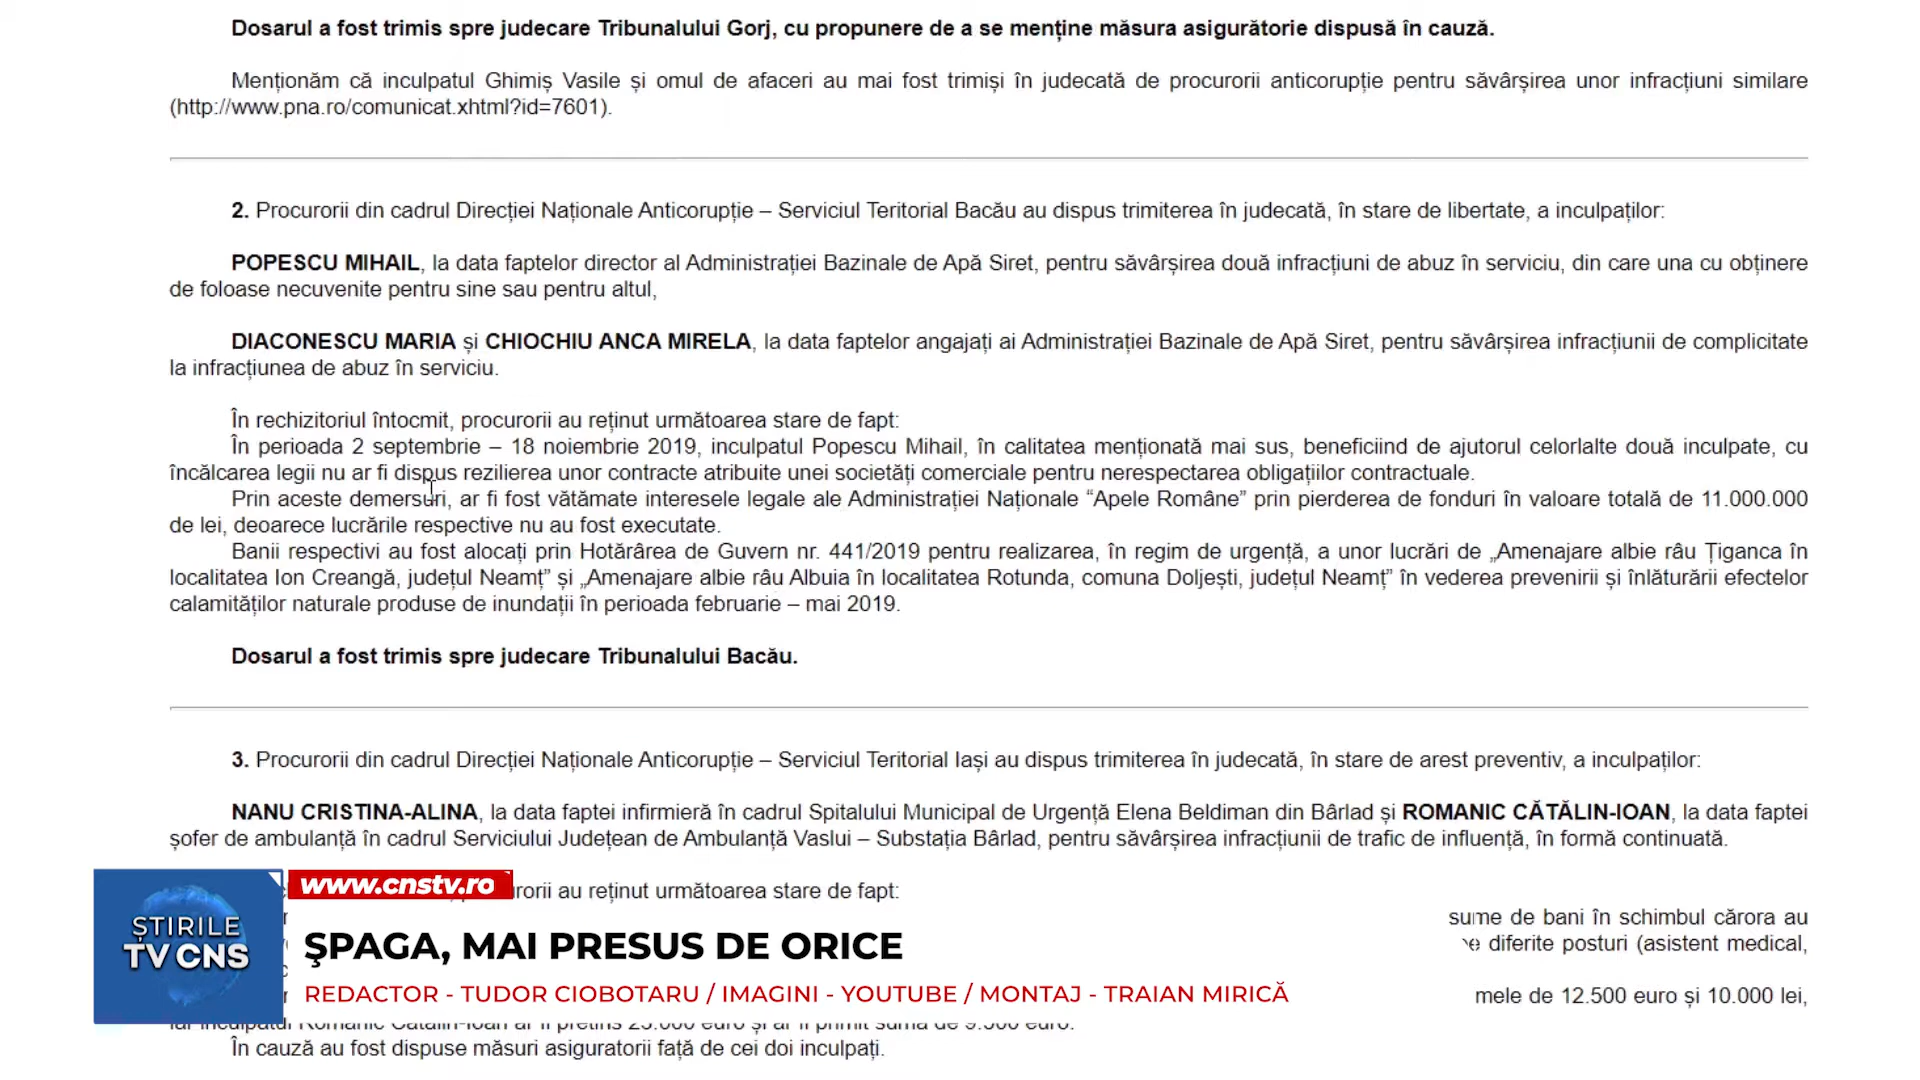 Dosarul a fost trimis spre judecare Tribunalului Gorj, cu propunere de a se menține măsura asigurătorie dispusă în cauză.
Menționăm că inculpatul Ghimiș Vasile și omul de afaceri au mai fost trimiși în judecată de procurorii anticorupție pentru săvârșirea unor infracțiuni similare
(http://www.pna.ro/comunicat.xhtml?id=7601).
2. Procurorii din cadrul Direcției Naționale Anticorupție – Serviciul Teritorial Bacău au dispus trimiterea în judecată, în stare de libertate, a inculpaților:
POPESCU MIHAIL, la data faptelor director al Administrației Bazinale de Apă Siret, pentru săvârșirea două infracțiuni de abuz în serviciu, din care una cu obținere
de foloase necuvenite pentru sine sau pentru altul,
DIACONESCU MARIA și CHIOCHIU ANCA MIRELA, la data faptelor angajați ai Administrației Bazinale de Apă Siret, pentru săvârșirea infracțiunii de complicitate
la infracțiunea de abuz în serviciu.
În rechizitoriul întocmit, procurorii au reținut următoarea stare de fapt:
În perioada 2 septembrie – 18 noiembrie 2019, inculpatul Popescu Mihail, în calitatea menționată mai sus, beneficiind de ajutorul celorlalte două inculpate, cu
încălcarea legii nu ar fi dispus rezilierea unor contracte atribuite unei societăți comerciale pentru nerespectarea obligațiilor contractuale.
Prin aceste demersuri, ar fi fost vătămate interesele legale ale Administrației Naționale “Apele Române” prin pierderea de fonduri în valoare totală de 11.000.000
de lei, deoarece lucrările respective nu au fost executate.
Banii respectivi au fost alocați prin Hotărârea de Guvern nr. 441/2019 pentru realizarea, în regim de urgență, a unor lucrări de „Amenajare albie râu Țiganca în
localitatea Ion Creangă, județul Neamț” și „Amenajare albie râu Albuia în localitatea Rotunda, comuna Doljești, județul Neamț” în vederea prevenirii și înlăturării efectelor
calamităților naturale produse de inundații în perioada februarie – mai 2019.
Dosarul a fost trimis spre judecare Tribunalului Bacău.
3. Procurorii din cadrul Direcției Naționale Anticorupție – Serviciul Teritorial Iași au dispus trimiterea în judecată, în stare de arest preventiv, a inculpaților:
NANU CRISTINA-ALINA, la data faptei infirmieră în cadrul Spitalului Municipal de Urgență Elena Beldiman din Bârlad și ROMANIC CĂTĂLIN-IOAN, la data faptei
șofer de ambulanță în cadrul Serviciului Județean de Ambulanță Vaslui – Substația Bârlad, pentru săvârșirea infracțiunii de trafic de influență, în formă continuată.
www.cnstv.ro
au reținut următoarea stare de fapt:
sume de bani în schimbul cărora au
diferite posturi (asistent medical,
ȘTIRILE
TV CNS
ŞPAGA, MAI PRESUS DE ORICE
REDACTOR - TUDOR CIOBOTARU / IMAGINI - YOUTUBE / MONTAJ - TRAIAN MIRICĂ
de 12.500 euro și 10.000 lei,
În cauză au fost dispuse măsuri asiguratorii față de cei doi inculpați.